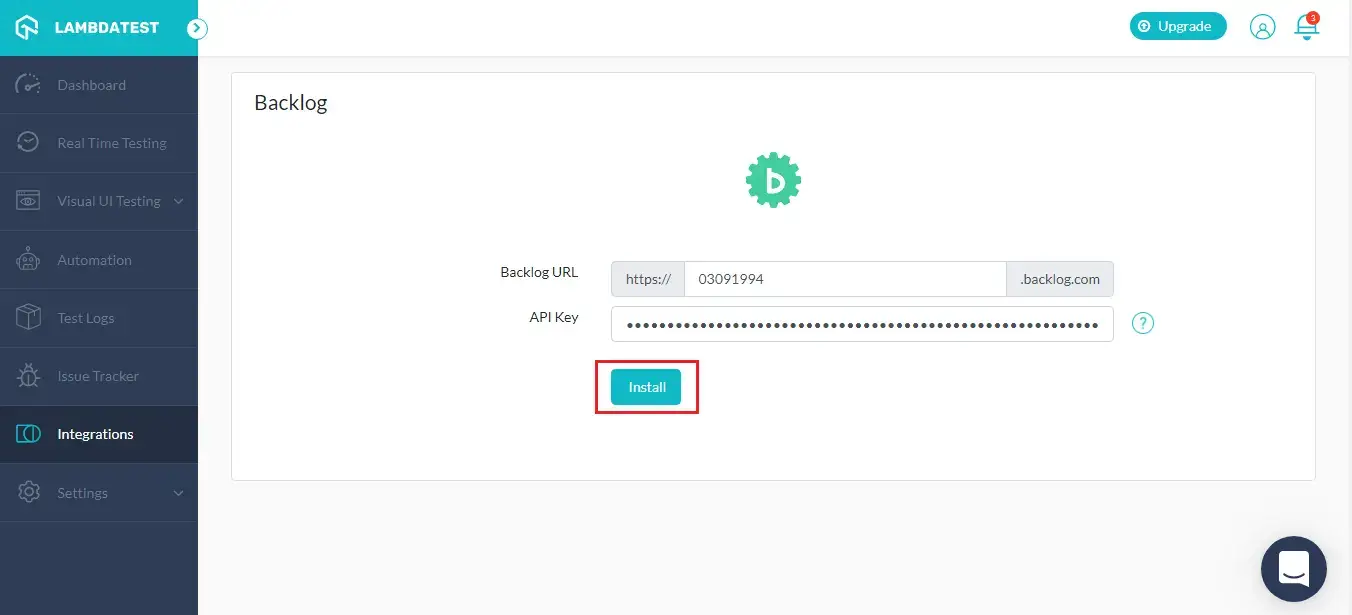 LAMBDATEST
Upgrade
3
Dashboard
Real Time Testing
Visual UI Testing
Automation
Test Logs
Issue Tracker
Integrations
Settings
Backlog
b
Backlog URL https:// 03091994 .backlog.com
API Key ••••••••••••••••••••••••••••••••••••••••••••••••••••••••••• ?
Install